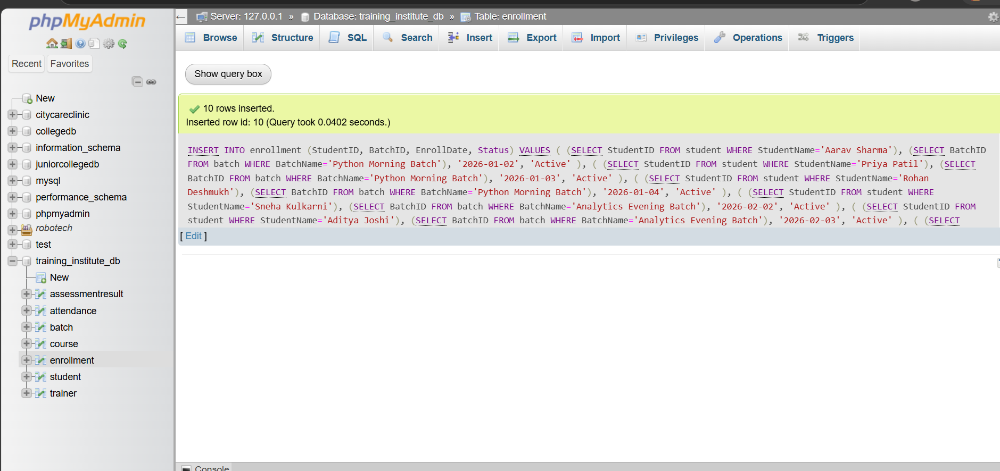 phpMyAdmin
Recent Favorites
New
citycareclinic
collegedb
information_schema
juniorcollegedb
mysql
performance_schema
phpmyadmin
robotech
test
training_institute_db
New
assessmentresult
attendance
batch
course
enrollment
student
trainer
Server: 127.0.0.1 » Database: training_institute_db » Table: enrollment
Browse Structure SQL Search Insert Export Import Privileges Operations Triggers
Show query box
10 rows inserted.
Inserted row id: 10 (Query took 0.0402 seconds.)
INSERT INTO enrollment (StudentID, BatchID, EnrollDate, Status) VALUES ( (SELECT StudentID FROM student WHERE StudentName='Aarav Sharma'), (SELECT BatchID
FROM batch WHERE BatchName='Python Morning Batch'), '2026-01-02', 'Active' ), ( (SELECT StudentID FROM student WHERE StudentName='Priya Patil'), (SELECT
BatchID FROM batch WHERE BatchName='Python Morning Batch'), '2026-01-03', 'Active' ), ( (SELECT StudentID FROM student WHERE StudentName='Rohan
Deshmukh'), (SELECT BatchID FROM batch WHERE BatchName='Python Morning Batch'), '2026-01-04', 'Active' ), ( (SELECT StudentID FROM student WHERE
StudentName='Sneha Kulkarni'), (SELECT BatchID FROM batch WHERE BatchName='Analytics Evening Batch'), '2026-02-02', 'Active' ), ( (SELECT StudentID FROM
student WHERE StudentName='Aditya Joshi'), (SELECT BatchID FROM batch WHERE BatchName='Analytics Evening Batch'), '2026-02-03', 'Active' ), ( (SELECT
[ Edit ]
Console